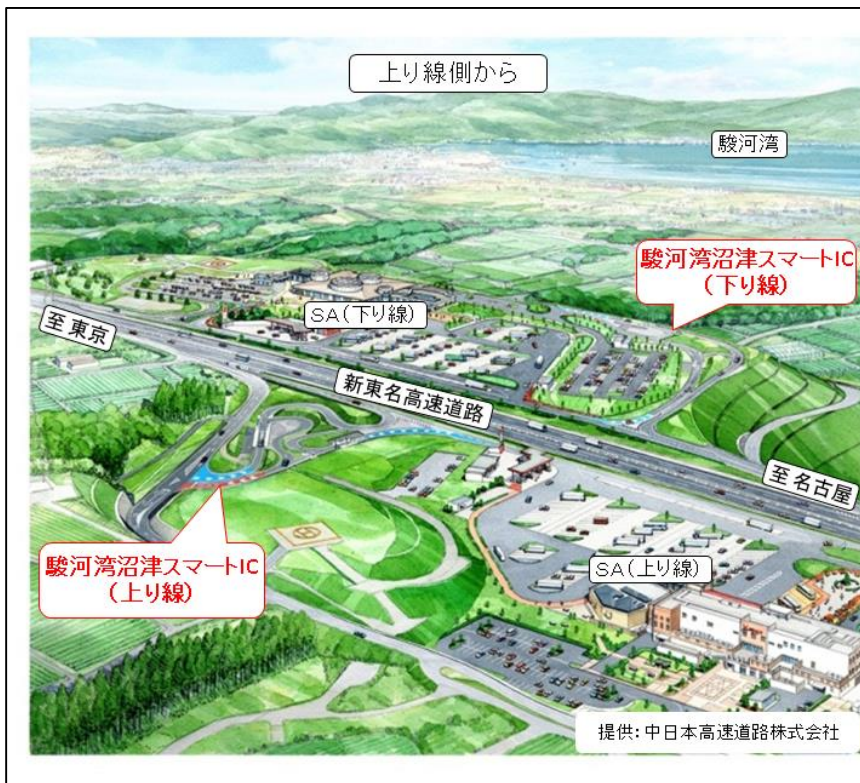 上り線側から
駿河湾
駿河湾沼津スマートIC
(下り線)
SA(下り線)
至東京
新東名高速道路
至名古屋
駿河湾沼津スマートIC
(上り線)
SA(上り線)
提供:中日本高速道路株式会社